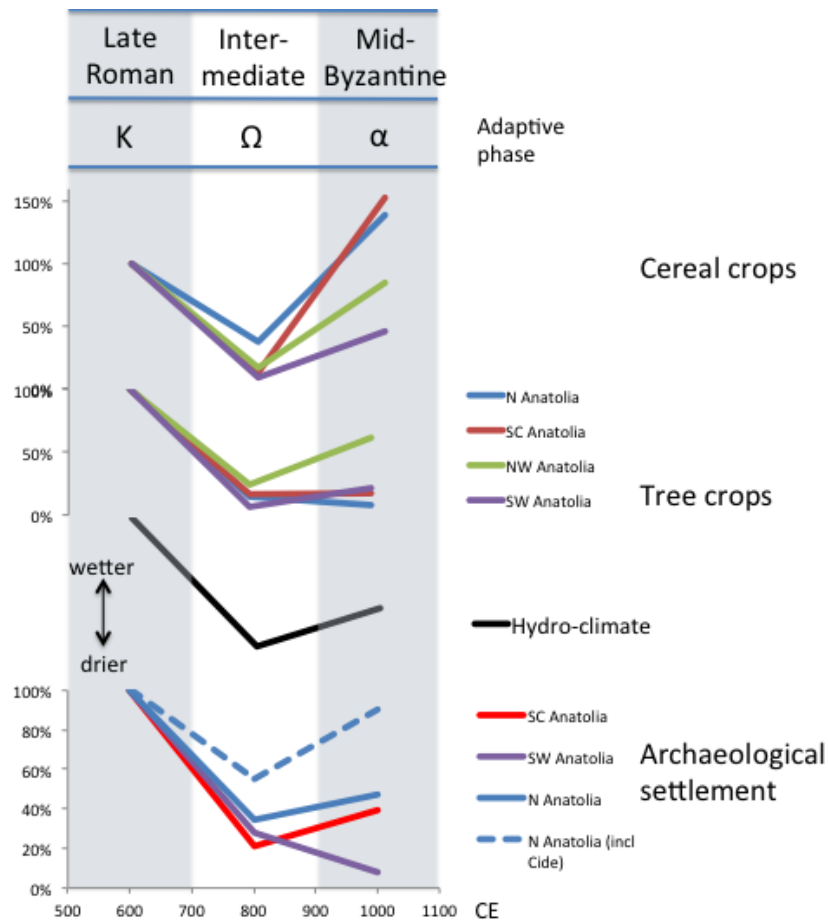 Late Roman
Inter-mediate
Mid-Byzantine
K
Ω
α
Adaptive phase
150%
100%
50%
0%
Cereal crops
100%
50%
0%
N Anatolia
SC Anatolia
NW Anatolia
SW Anatolia
Tree crops
wetter
drier
Hydro-climate
100%
80%
60%
40%
20%
0%
SC Anatolia
SW Anatolia
N Anatolia
N Anatolia (incl
Cide)
Archaeological
settlement
500
600
700
800
900
1000
1100
CE